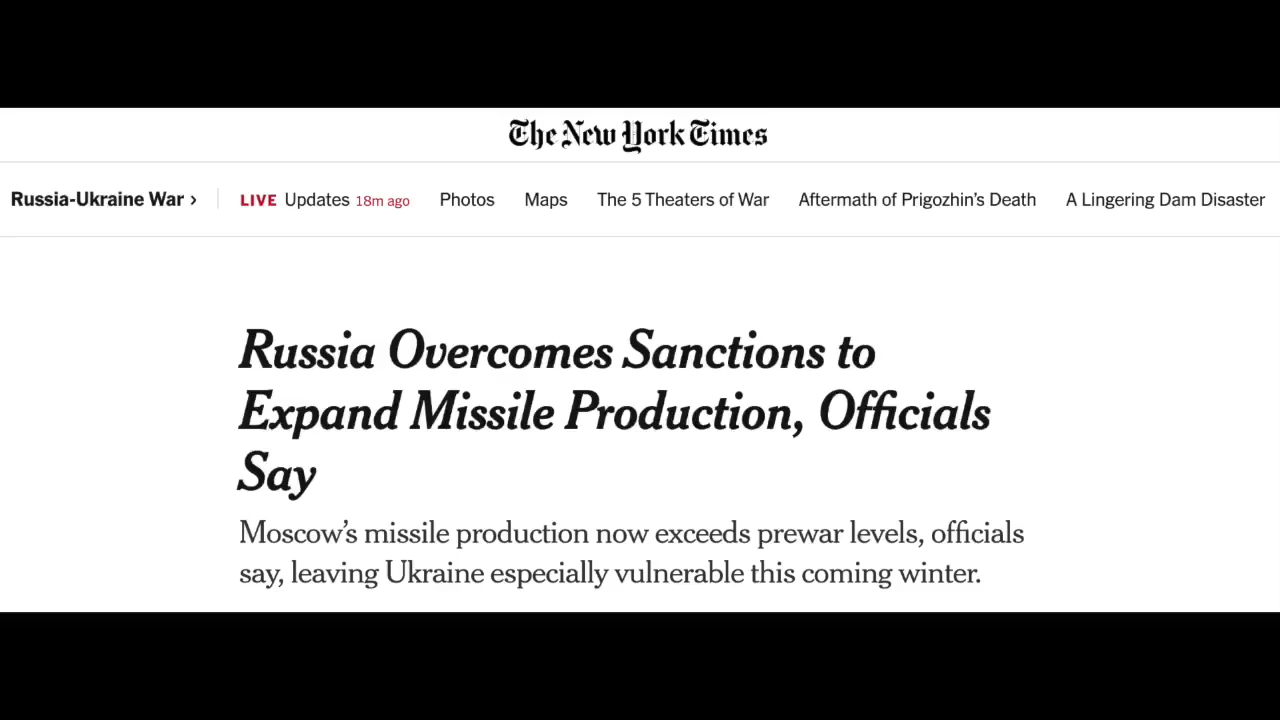 The New York Times
Russia-Ukraine War › LIVE Updates 18m ago Photos Maps The 5 Theaters of War Aftermath of Prigozhin's Death A Lingering Dam Disaster
Russia Overcomes Sanctions to
Expand Missile Production, Officials
Say
Moscow's missile production now exceeds prewar levels, officials
say, leaving Ukraine especially vulnerable this coming winter.